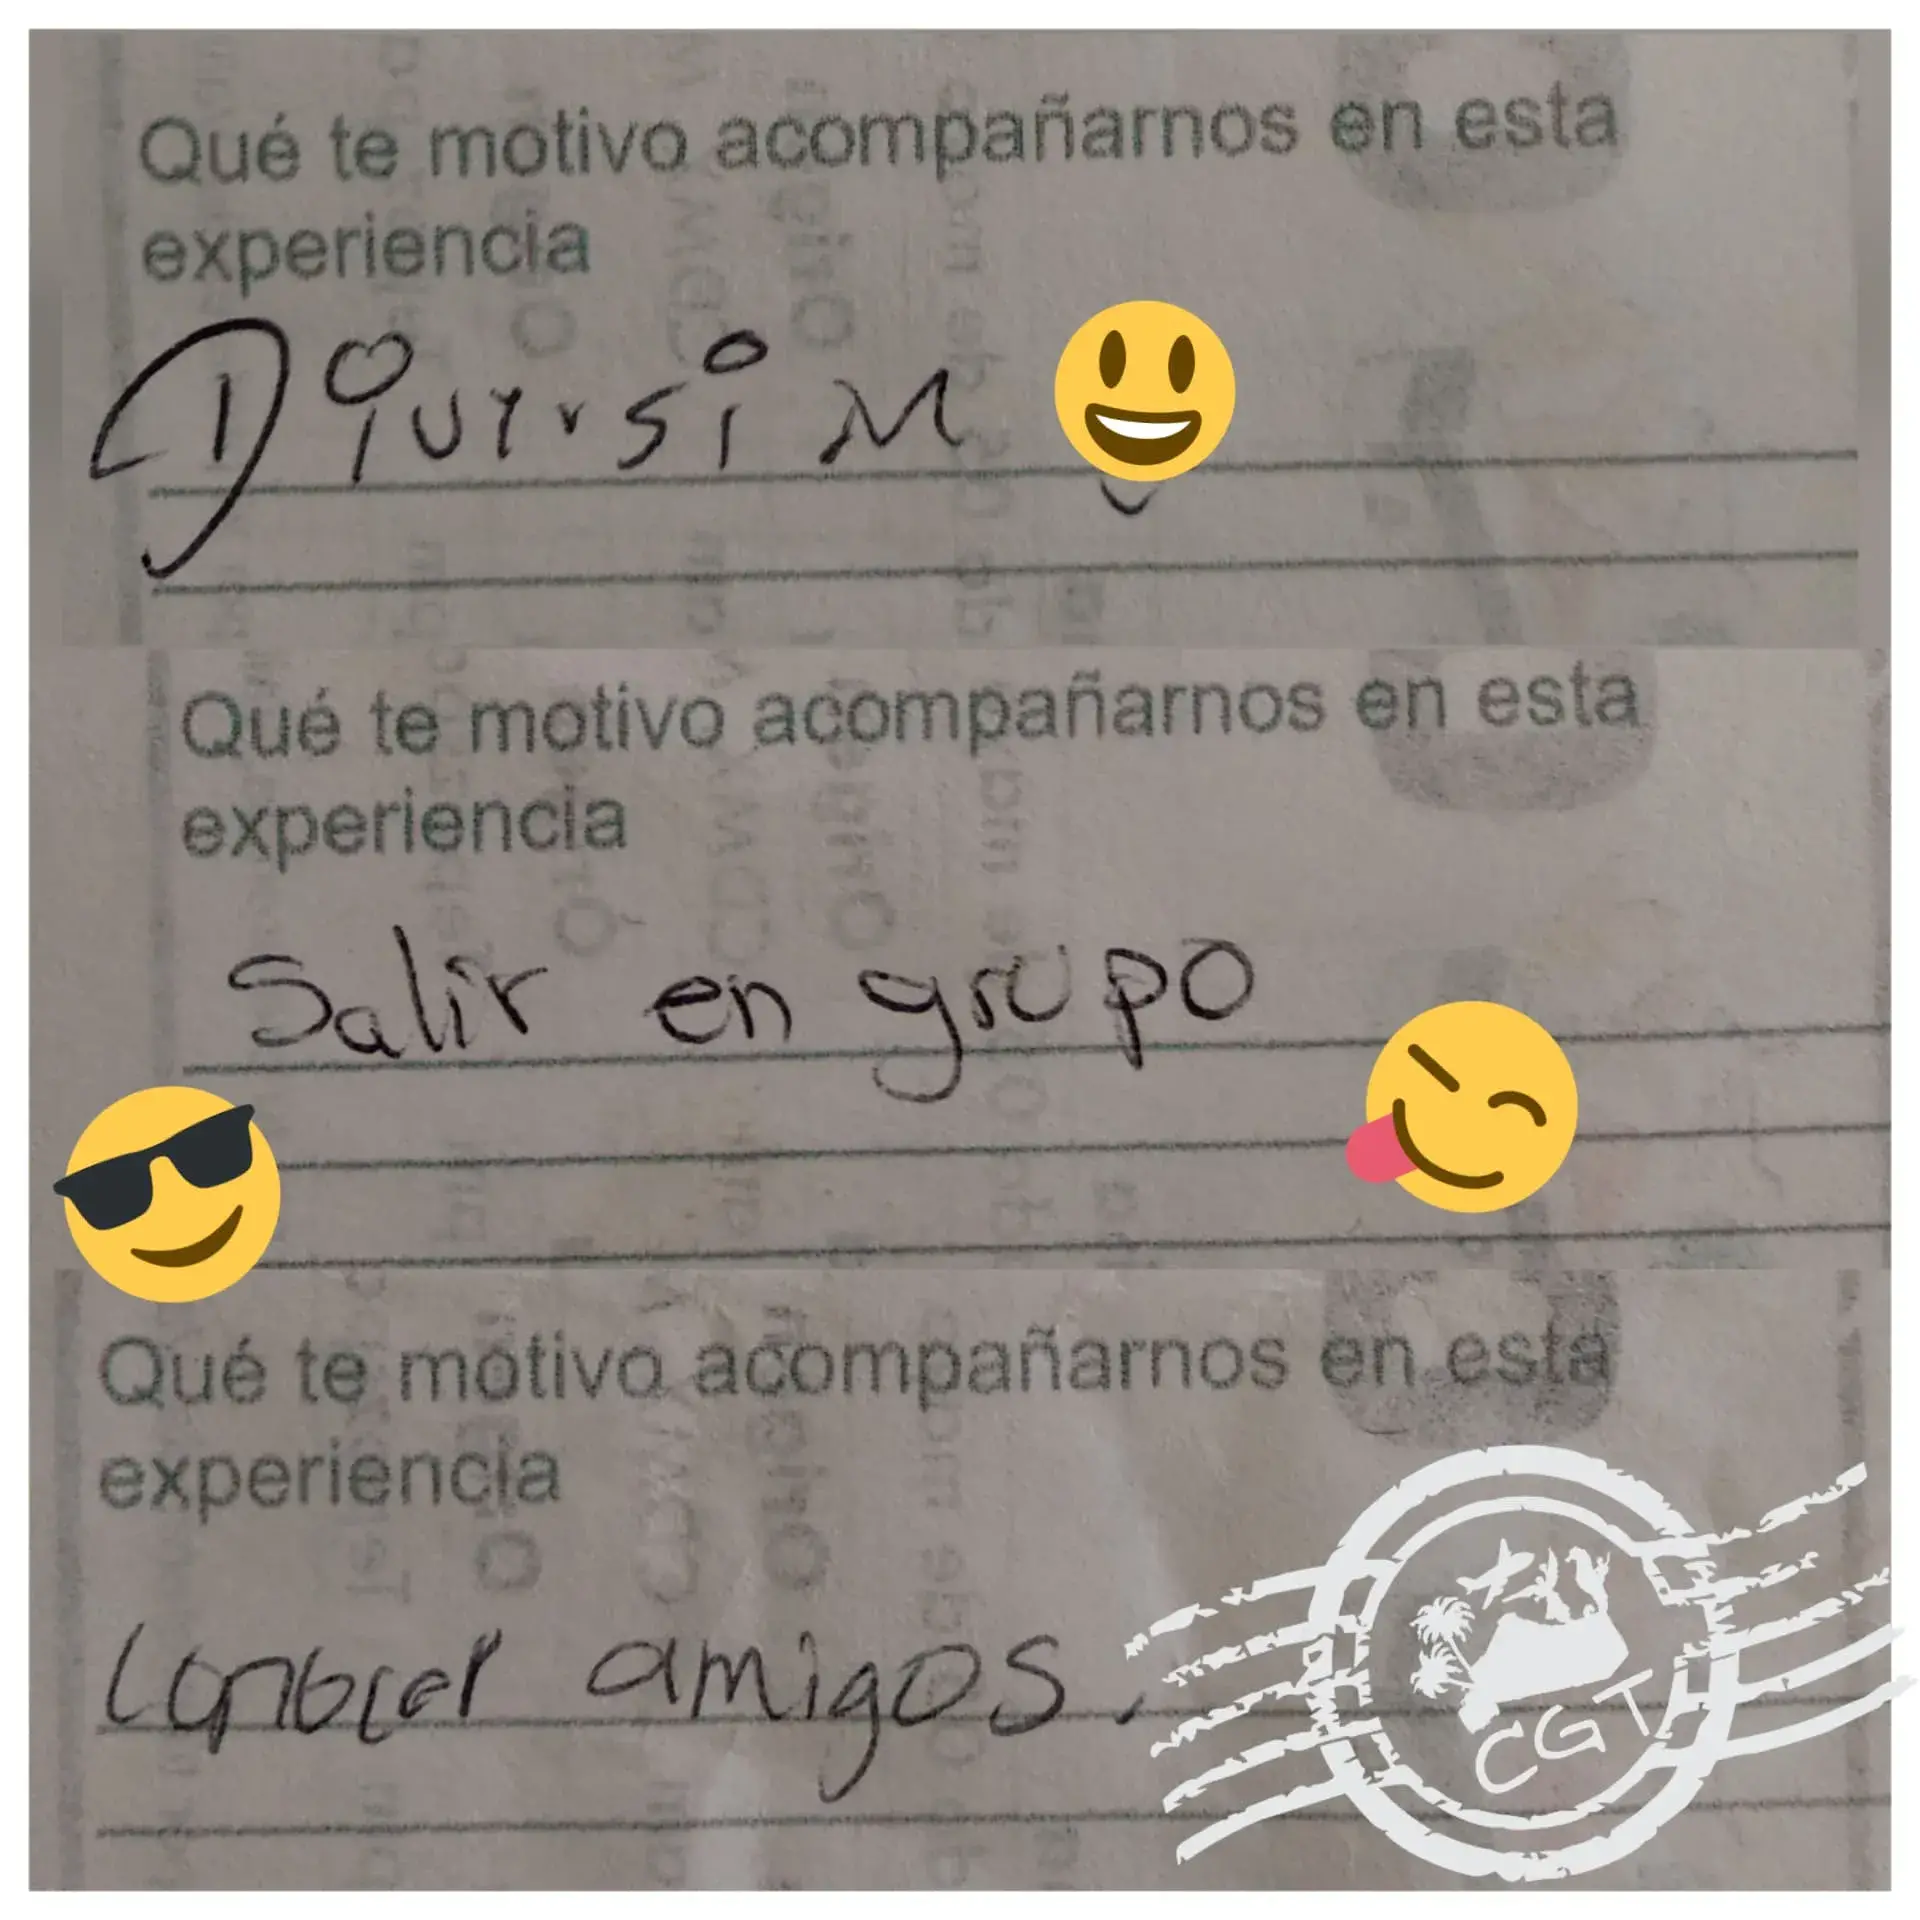 Qué te motivo acompañarnos en esta
experiencia
Diversi M
Qué te motivo acompañarnos en esta
experiencia
Salir en grupo
Qué te motivo acompañarnos en esta
experiencia
Conocer amigos.
CGT